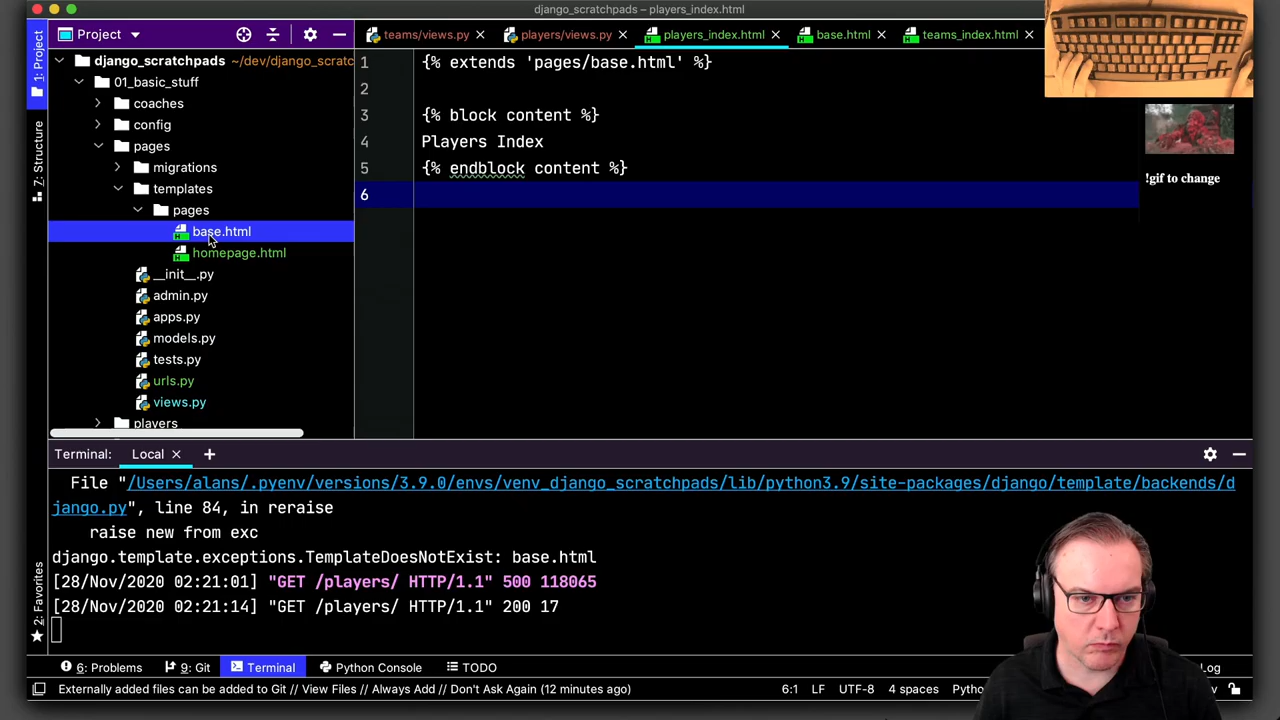 django_scratchpads – players_index.html
1: Project
Project
teams/views.py
players/views.py
players_index.html
base.html
teams_index.html
django_scratchpads ~/dev/django_scratc
01_basic_stuff
coaches
config
pages
migrations
templates
pages
base.html
homepage.html
__init__.py
admin.py
apps.py
models.py
tests.py
urls.py
views.py
players
7: Structure
2: Favorites
1 {% extends 'pages/base.html' %}
2
3 {% block content %}
4 Players Index
5 {% endblock content %}
6
!gif to change
Terminal: Local +
File "/Users/alans/.pyenv/versions/3.9.0/envs/venv_django_scratchpads/lib/python3.9/site-packages/django/template/backends/d
jango.py", line 84, in reraise
raise new from exc
django.template.exceptions.TemplateDoesNotExist: base.html
[28/Nov/2020 02:21:01] "GET /players/ HTTP/1.1" 500 118065
[28/Nov/2020 02:21:14] "GET /players/ HTTP/1.1" 200 17
6: Problems
9: Git
Terminal
Python Console
TODO
Log
Externally added files can be added to Git // View Files // Always Add // Don't Ask Again (12 minutes ago)
6:1 LF UTF-8 4 spaces